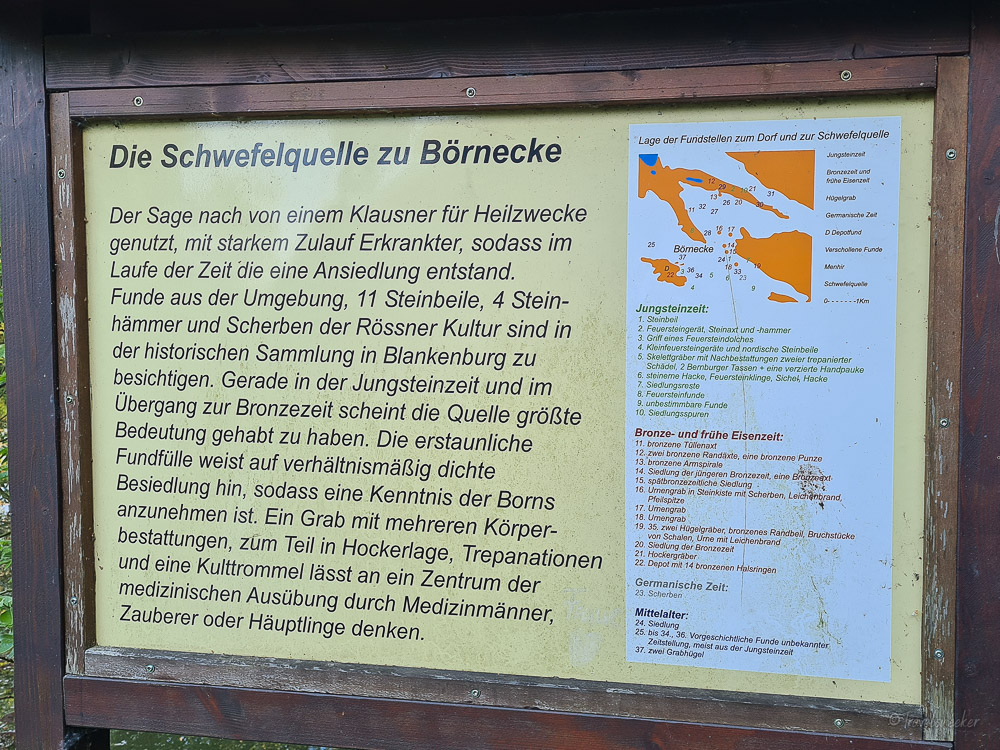 Die Schwefelquelle zu Börnecke
Der Sage nach von einem Klausner für Heilzwecke
genutzt, mit starkem Zulauf Erkrankter, sodass im
Laufe der Zeit die eine Ansiedlung entstand.
Funde aus der Umgebung, 11 Steinbeile, 4 Stein-
hämmer und Scherben der Rössner Kultur sind in
der historischen Sammlung in Blankenburg zu
besichtigen. Gerade in der Jungsteinzeit und im
Übergang zur Bronzezeit scheint die Quelle größte
Bedeutung gehabt zu haben. Die erstaunliche
Fundfülle weist auf verhältnismäßig dichte
Besiedlung hin, sodass eine Kenntnis der Borns
anzunehmen ist. Ein Grab mit mehreren Körper-
bestattungen, zum Teil in Hockerlage, Trepanationen
und eine Kulttrommel lässt an ein Zentrum der
medizinischen Ausübung durch Medizinmänner,
Zauberer oder Häuptlinge denken.
Lage der Fundstellen zum Dorf und zur Schwefelquelle
Börnecke
Jungsteinzeit
Bronzezeit und
frühe Eisenzeit
Hügelgrab
Germanische Zeit
D Depotfund
Verschollene Funde
Menhir
Schwefelquelle
0--------1Km
Jungsteinzeit:
1. Steinbeil
2. Feuersteingerät, Steinaxt und -hammer
3. Griff eines Feuersteindolches
4. Kleinfeuersteingeräte und nordische Steinbeile
5. Skelettgräber mit Nachbestattungen zweier trepanierter
Schädel, 2 Bernburger Tassen + eine verzierte Handpauke
6. steinerne Hacke, Feuersteinklinge, Sichel, Hacke
7. Siedlungsreste
8. Feuersteinfunde
9. unbestimmbare Funde
10. Siedlungsspuren
Bronze- und frühe Eisenzeit:
11. bronzene Tüllenaxt
12. zwei bronzene Randäxte, eine bronzene Punze
13. bronzene Armspirale
14. Siedlung der jüngeren Bronzezeit, eine Bronzeaxt
15. spätbronzezeitliche Siedlung
16. Urnengrab in Steinkiste mit Scherben, Leichenbrand,
Pfeilspitze
17. Urnengrab
18. Urnengrab
19. 35. zwei Hügelgräber, bronzenes Randbeil, Bruchstücke
von Schalen, Urne mit Leichenbrand
20. Siedlung der Bronzezeit
21. Hockergräber
22. Depot mit 14 bronzenen Halsringen
Germanische Zeit:
23. Scherben
Mittelalter:
24. Siedlung
25. bis 34., 36. Vorgeschichtliche Funde unbekannter
Zeitstellung, meist aus der Jungsteinzeit
37. zwei Grabhügel